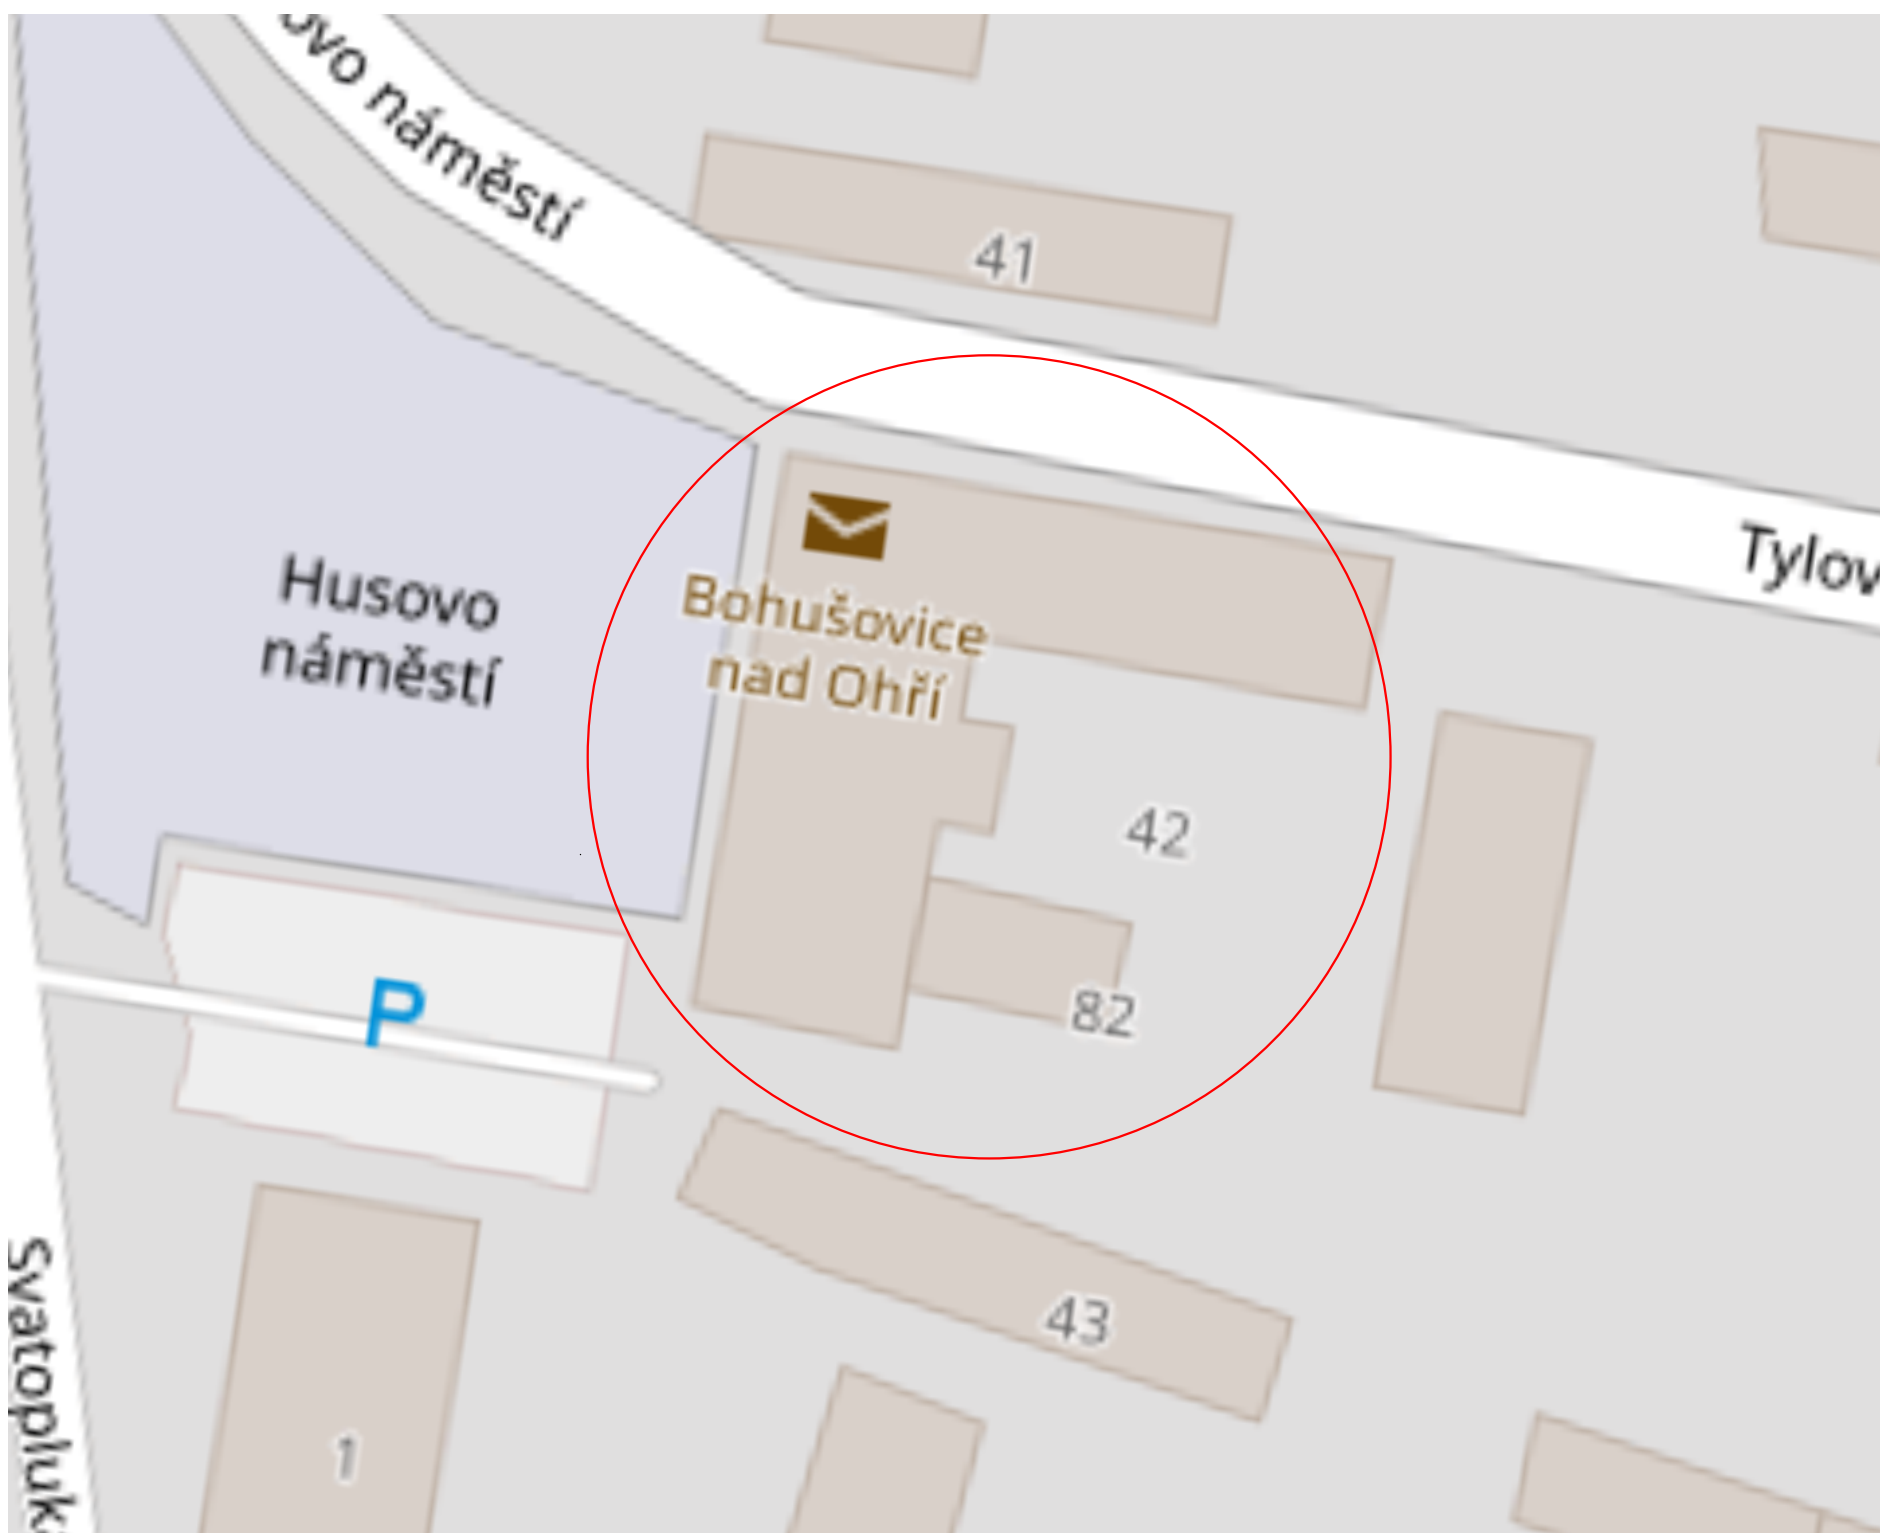 ovo náměstí
41
Tylov
Husovo
náměstí
Bohušovice
nad Ohří
42
82
P
43
Svatopluk
1